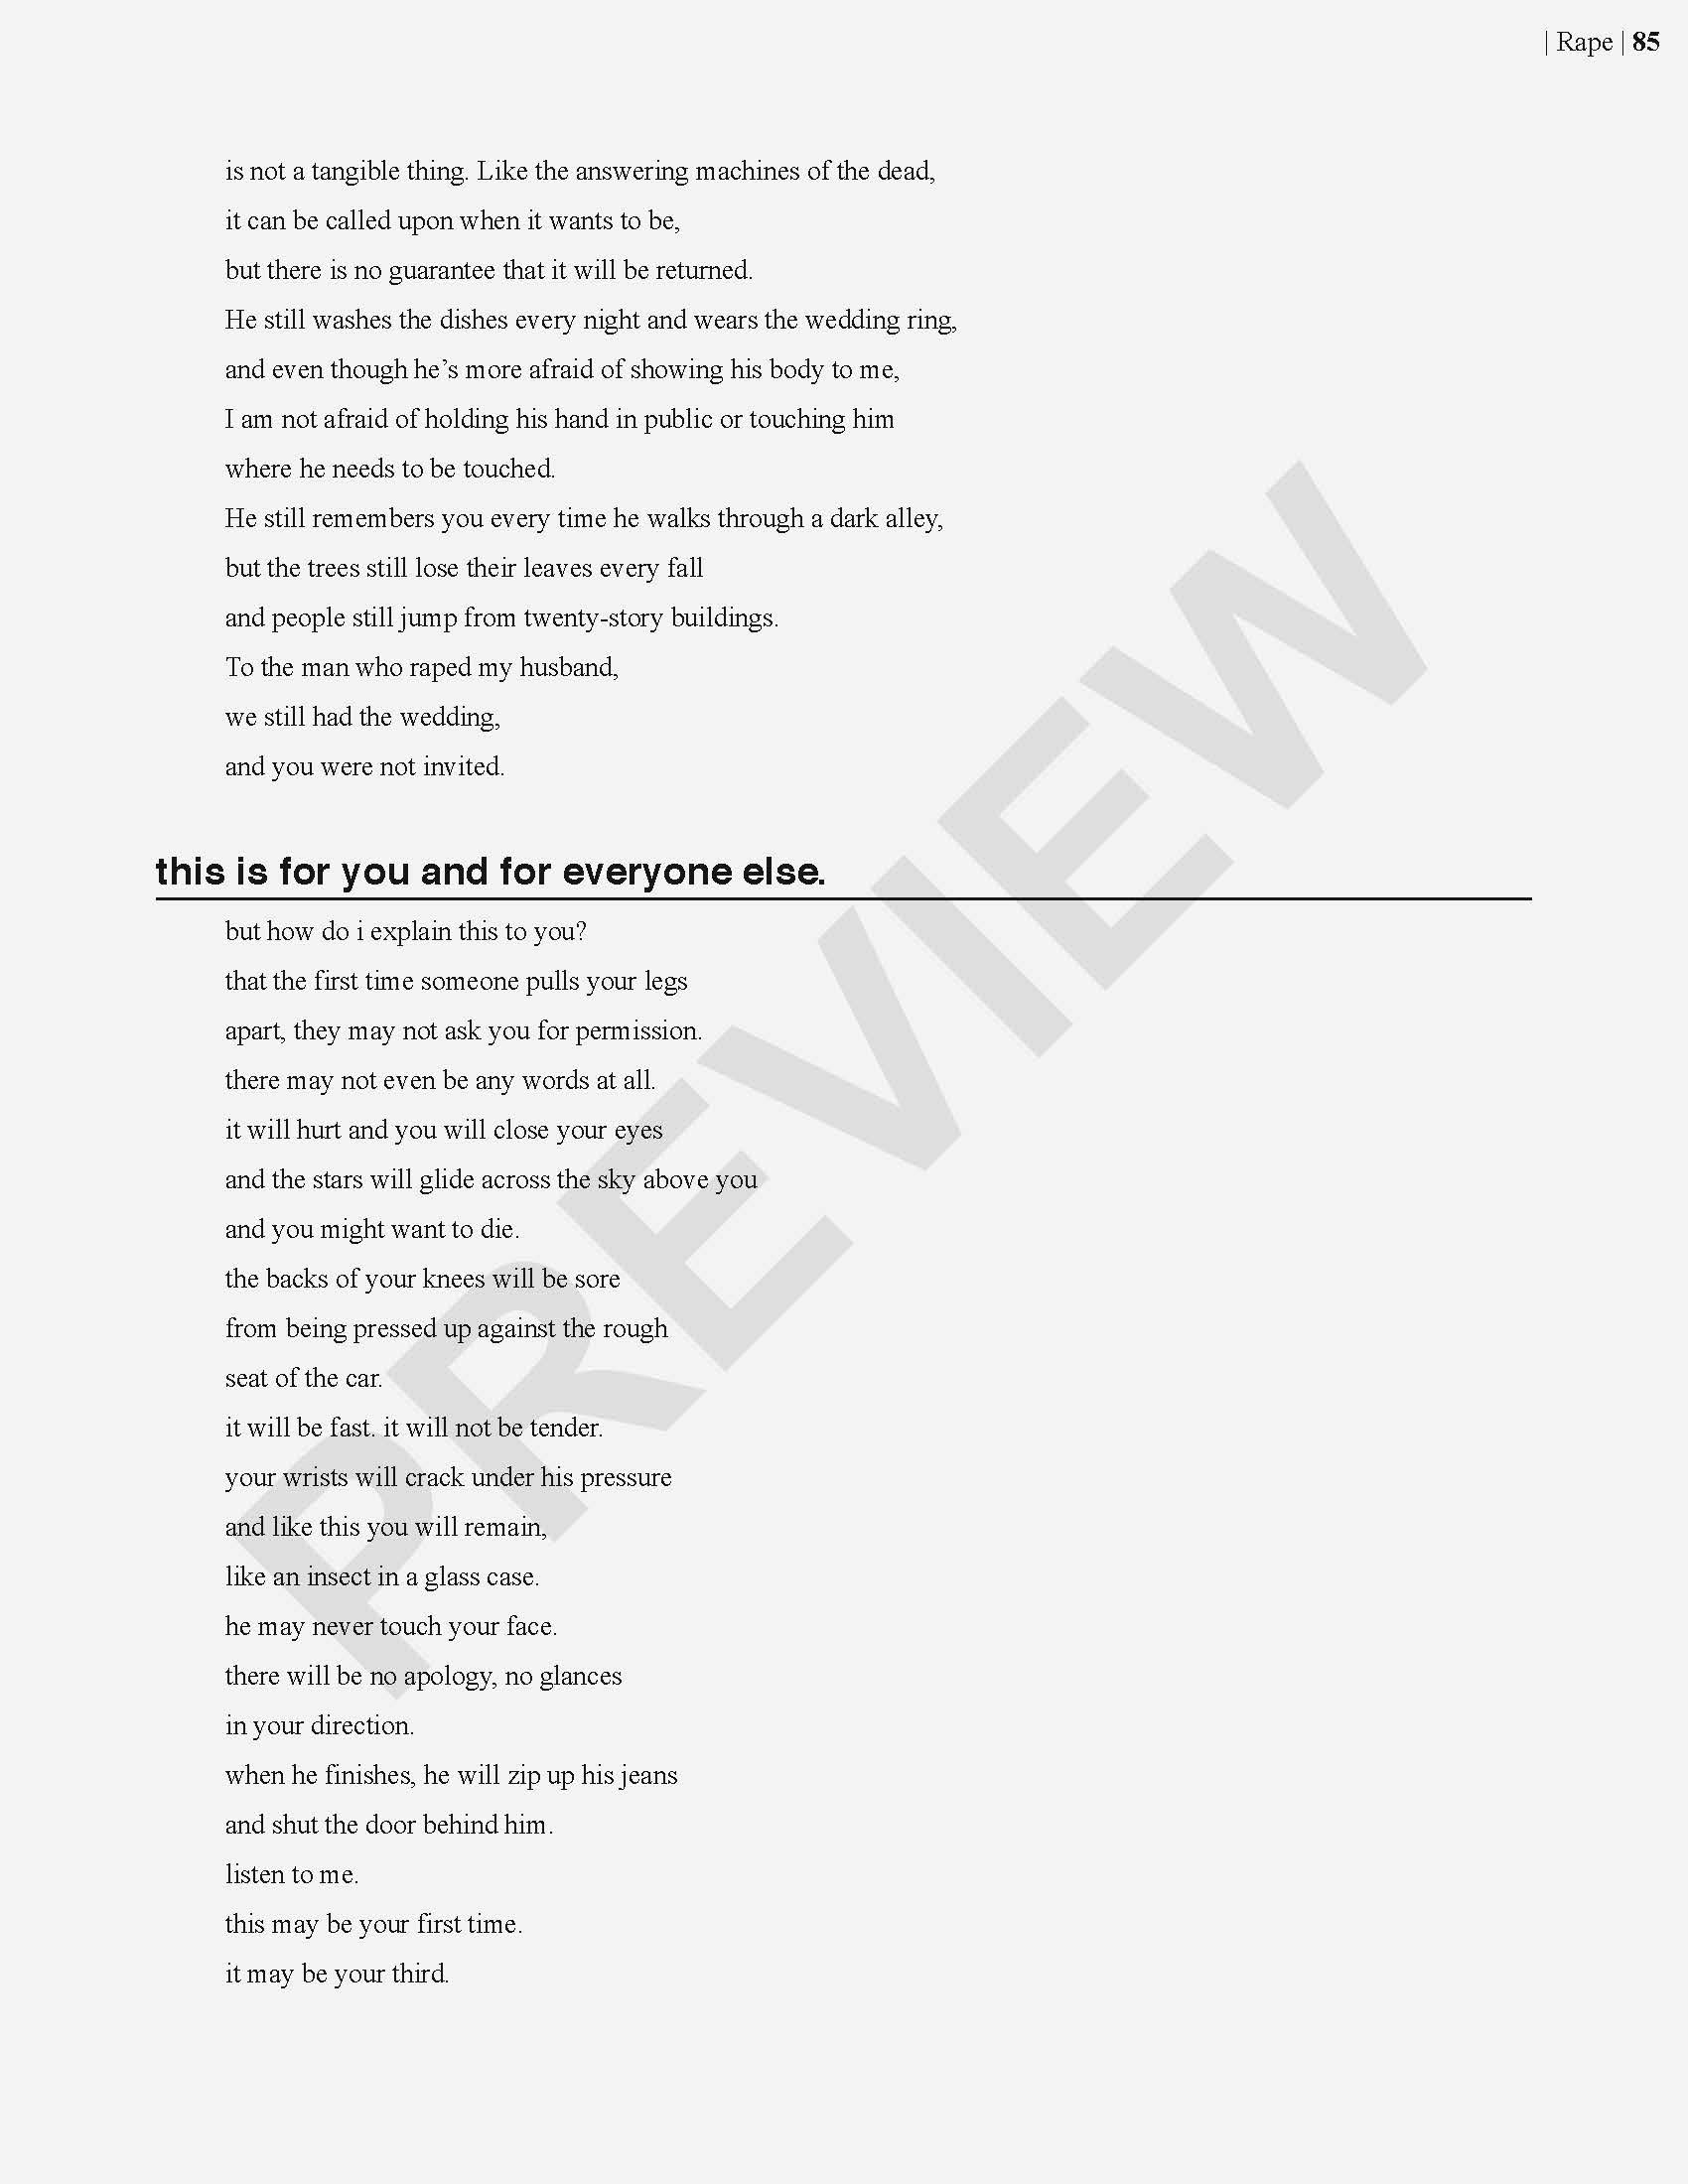 | Rape | 85
is not a tangible thing. Like the answering machines of the dead,
it can be called upon when it wants to be,
but there is no guarantee that it will be returned.
He still washes the dishes every night and wears the wedding ring,
and even though he’s more afraid of showing his body to me,
I am not afraid of holding his hand in public or touching him
where he needs to be touched.
He still remembers you every time he walks through a dark alley,
but the trees still lose their leaves every fall
and people still jump from twenty-story buildings.
To the man who raped my husband,
we still had the wedding,
and you were not invited.
this is for you and for everyone else.
but how do i explain this to you?
that the first time someone pulls your legs
apart, they may not ask you for permission.
there may not even be any words at all.
it will hurt and you will close your eyes
and the stars will glide across the sky above you
and you might want to die.
the backs of your knees will be sore
from being pressed up against the rough
seat of the car.
it will be fast. it will not be tender.
your wrists will crack under his pressure
and like this you will remain,
like an insect in a glass case.
he may never touch your face.
there will be no apology, no glances
in your direction.
when he finishes, he will zip up his jeans
and shut the door behind him.
listen to me.
this may be your first time.
it may be your third.
PREVIEW